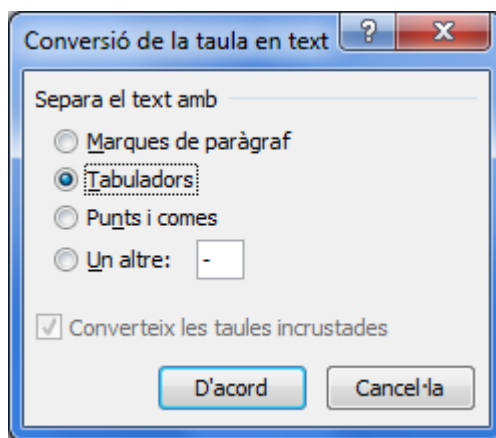 Conversió de la taula en text
Separa el text amb
Marques de paràgraf
Tabuladors
Punts i comes
Un altre: -
Converteix les taules incrustades
D'acord Cancel·la